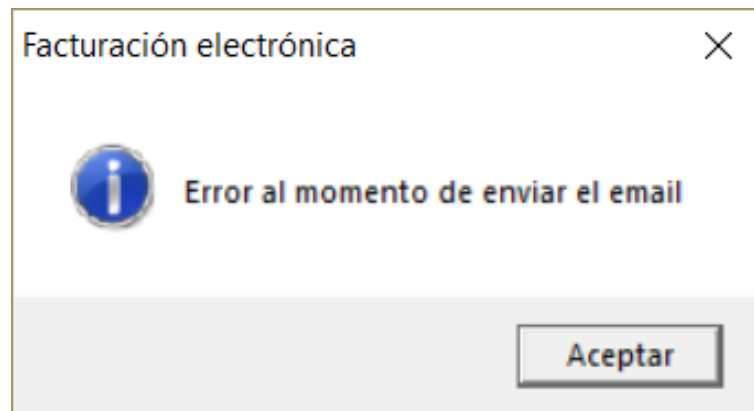 Facturación electrónica
Error al momento de enviar el email
Aceptar